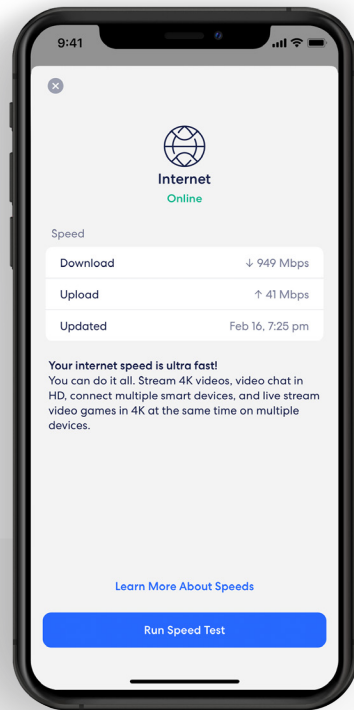 9:41
Internet
Online
Speed
Download ↓ 949 Mbps
Upload ↑ 41 Mbps
Updated Feb 16, 7:25 pm
Your internet speed is ultra fast!
You can do it all. Stream 4K videos, video chat in
HD, connect multiple smart devices, and live stream
video games in 4K at the same time on multiple
devices.
Learn More About Speeds
Run Speed Test